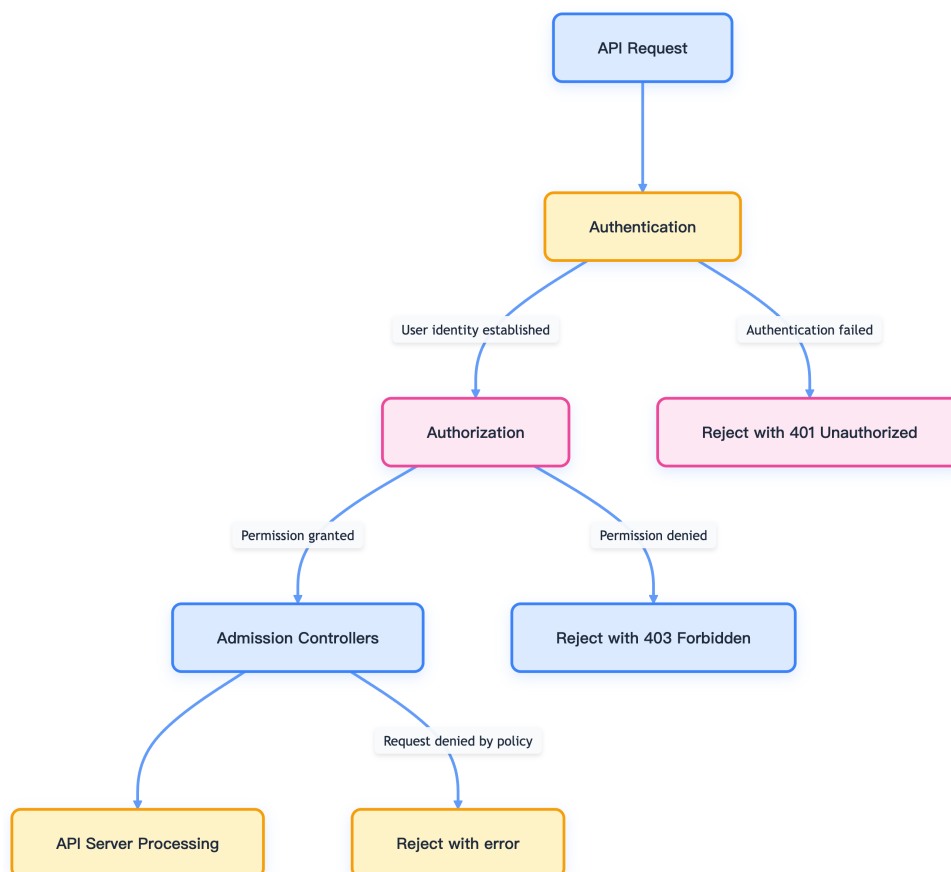 API Request
Authentication
User identity established
Authentication failed
Authorization
Reject with 401 Unauthorized
Permission granted
Permission denied
Admission Controllers
Reject with 403 Forbidden
Request denied by policy
API Server Processing
Reject with error